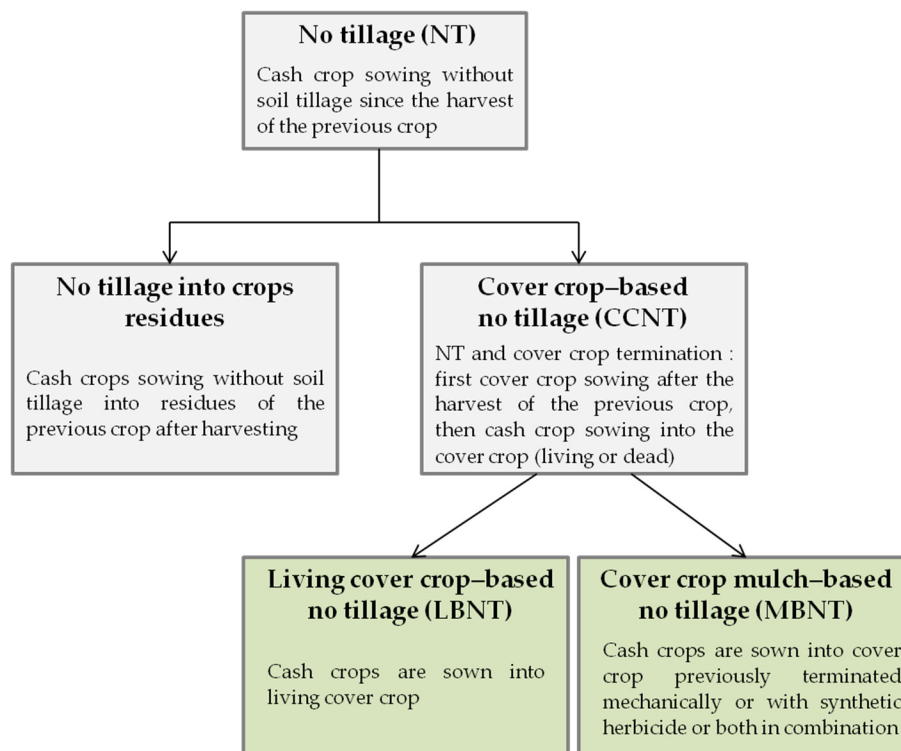 No tillage (NT)
Cash crop sowing without
soil tillage since the harvest
of the previous crop
No tillage into crops
residues
Cash crops sowing without soil
tillage into residues of the
previous crop after harvesting
Cover crop–based
no tillage (CCNT)
NT and cover crop termination :
first cover crop sowing after the
harvest of the previous crop,
then cash crop sowing into the
cover crop (living or dead)
Living cover crop–based
no tillage (LBNT)
Cash crops are sown into
living cover crop
Cover crop mulch–based
no tillage (MBNT)
Cash crops are sown into cover
crop previously terminated
mechanically or with synthetic
herbicide or both in combination